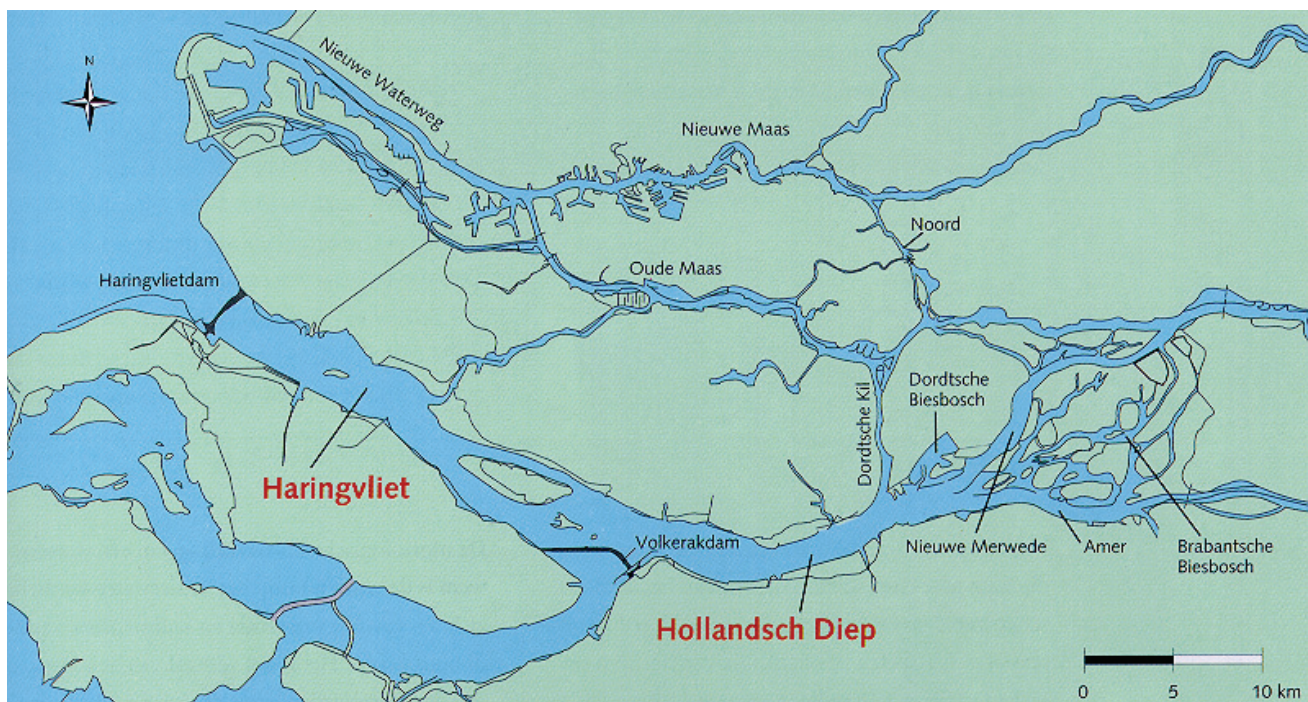 N
Nieuwe Waterweg
Nieuwe Maas
Noord
Haringvlietdam
Oude Maas
Dordtsche Kil
Dordtsche
Biesbosch
Haringvliet
Volkerakdam
Nieuwe Merwede
Amer
Brabantsche
Biesbosch
Hollandsch Diep
0 5 10 km